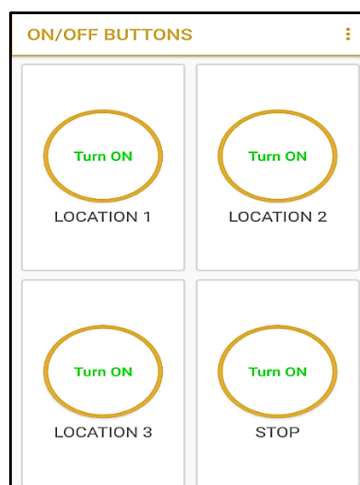 ON/OFF BUTTONS
Turn ON
LOCATION 1
Turn ON
LOCATION 2
Turn ON
LOCATION 3
Turn ON
STOP